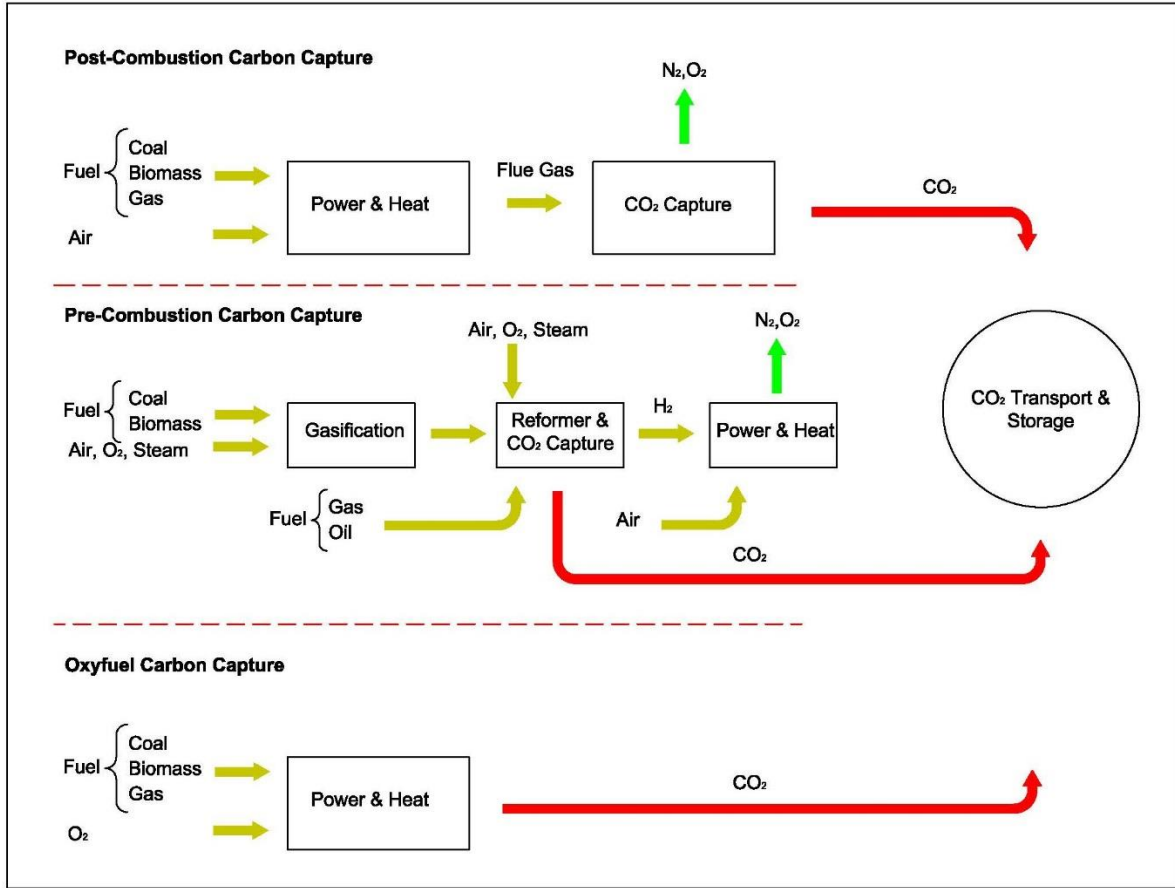 Post-Combustion Carbon Capture
N₂,O₂
Fuel
Coal
Biomass
Gas
Air
Power & Heat
Flue Gas
CO₂ Capture
CO₂
Pre-Combustion Carbon Capture
Air, O₂, Steam
N₂,O₂
Fuel
Coal
Biomass
Air, O₂, Steam
Gasification
Reformer &
CO₂ Capture
H₂
Power & Heat
CO₂ Transport &
Storage
Fuel
Gas
Oil
Air
CO₂
Oxyfuel Carbon Capture
Fuel
Coal
Biomass
Gas
O₂
Power & Heat
CO₂